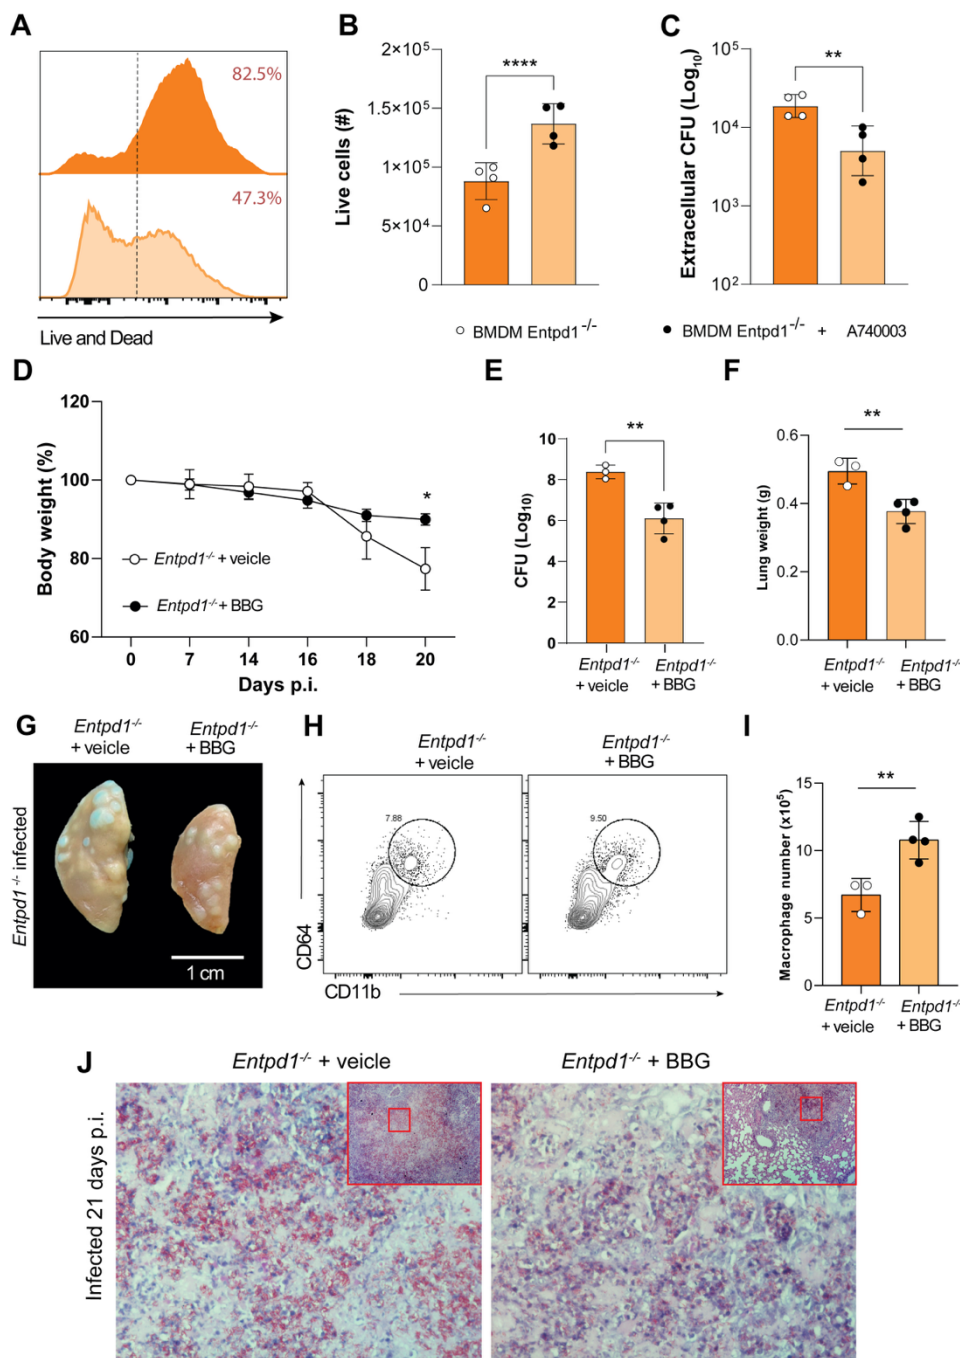 A
82.5%
47.3%
Live and Dead
B
Live cells (#)
2×10⁵
1.5×10⁵
1×10⁵
5×10⁴
0
****
C
Extracellular CFU (Log₁₀)
10⁵
10⁴
10³
10²
**
BMDM Entpd1⁻/⁻
BMDM Entpd1⁻/⁻ + A740003
D
Body weight (%)
120
100
80
60
*
Entpd1⁻/⁻ + veicle
Entpd1⁻/⁻ + BBG
0 7 14 16 18 20
Days p.i.
E
CFU (Log₁₀)
10
8
6
4
2
0
**
Entpd1⁻/⁻
+ veicle
Entpd1⁻/⁻
+ BBG
F
Lung weight (g)
0.6
0.4
0.2
0.0
**
Entpd1⁻/⁻
+ veicle
Entpd1⁻/⁻
+ BBG
G
Entpd1⁻/⁻
+ veicle
Entpd1⁻/⁻
+ BBG
Entpd1⁻/⁻ infected
1 cm
H
Entpd1⁻/⁻
+ veicle
Entpd1⁻/⁻
+ BBG
7.88
9.50
CD64
CD11b
I
Macrophage number (x10⁵)
15
10
5
0
**
Entpd1⁻/⁻
+ veicle
Entpd1⁻/⁻
+ BBG
J
Entpd1⁻/⁻ + veicle
Entpd1⁻/⁻ + BBG
Infected 21 days p.i.